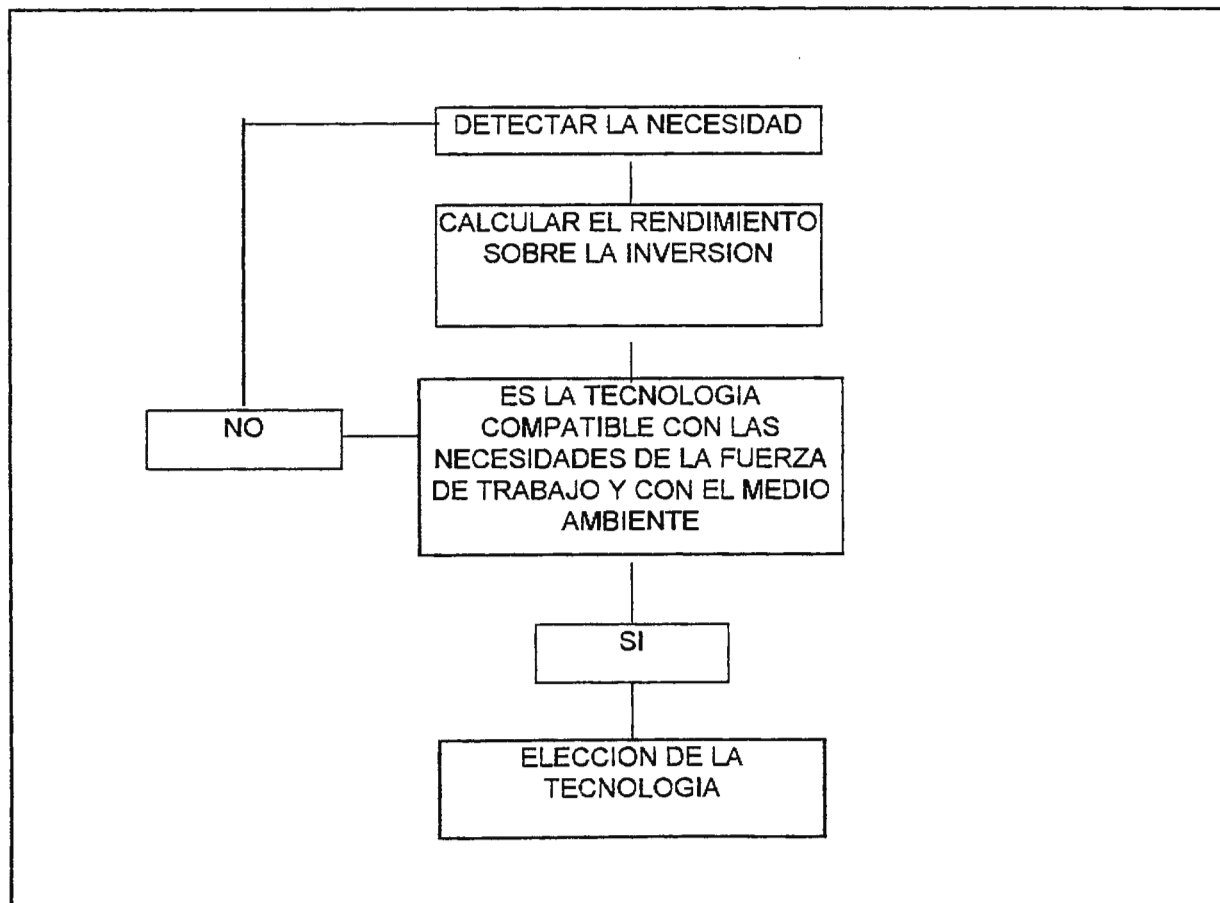 DETECTAR LA NECESIDAD
CALCULAR EL RENDIMIENTO
SOBRE LA INVERSION
ES LA TECNOLOGIA
COMPATIBLE CON LAS
NECESIDADES DE LA FUERZA
DE TRABAJO Y CON EL MEDIO
AMBIENTE
NO
SI
ELECCION DE LA
TECNOLOGIA